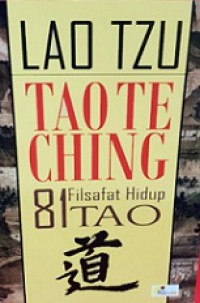 LAO TZU
TAO TE
CHING
81 Filsafat Hidup
TAO
道